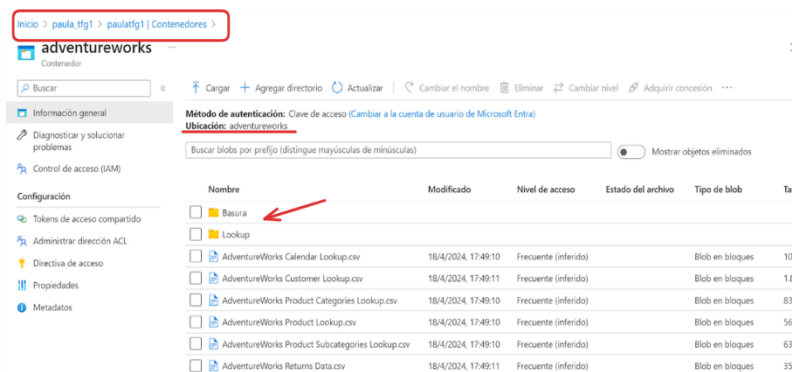 Inicio > paula_tfg1 > paulatfg1 | Contenedores >
adventureworks ...
Contenedor
Buscar «
Cargar + Agregar directorio Actualizar Cambiar el nombre Eliminar Cambiar nivel Adquirir concesión ...
Información general
Diagnosticar y solucionar
problemas
Control de acceso (IAM)
Configuración
Tokens de acceso compartido
Administrar dirección ACL
Directiva de acceso
Propiedades
Metadatos
Método de autenticación: Clave de acceso (Cambiar a la cuenta de usuario de Microsoft Entra)
Ubicación: adventureworks
Buscar blobs por prefijo (distingue mayúsculas de minúsculas)
Mostrar objetos eliminados
Nombre Modificado Nivel de acceso Estado del archivo Tipo de blob Ta
Basura
Lookup
AdventureWorks Calendar Lookup.csv 18/4/2024, 17:49:10 Frecuente (inferido) Blob en bloques 10
AdventureWorks Customer Lookup.csv 18/4/2024, 17:49:11 Frecuente (inferido) Blob en bloques 1.8
AdventureWorks Product Categories Lookup.csv 18/4/2024, 17:49:10 Frecuente (inferido) Blob en bloques 83
AdventureWorks Product Lookup.csv 18/4/2024, 17:49:10 Frecuente (inferido) Blob en bloques 56
AdventureWorks Product Subcategories Lookup.csv 18/4/2024, 17:49:10 Frecuente (inferido) Blob en bloques 63
AdventureWorks Returns Data.csv 18/4/2024, 17:49:11 Frecuente (inferido) Blob en bloques 35